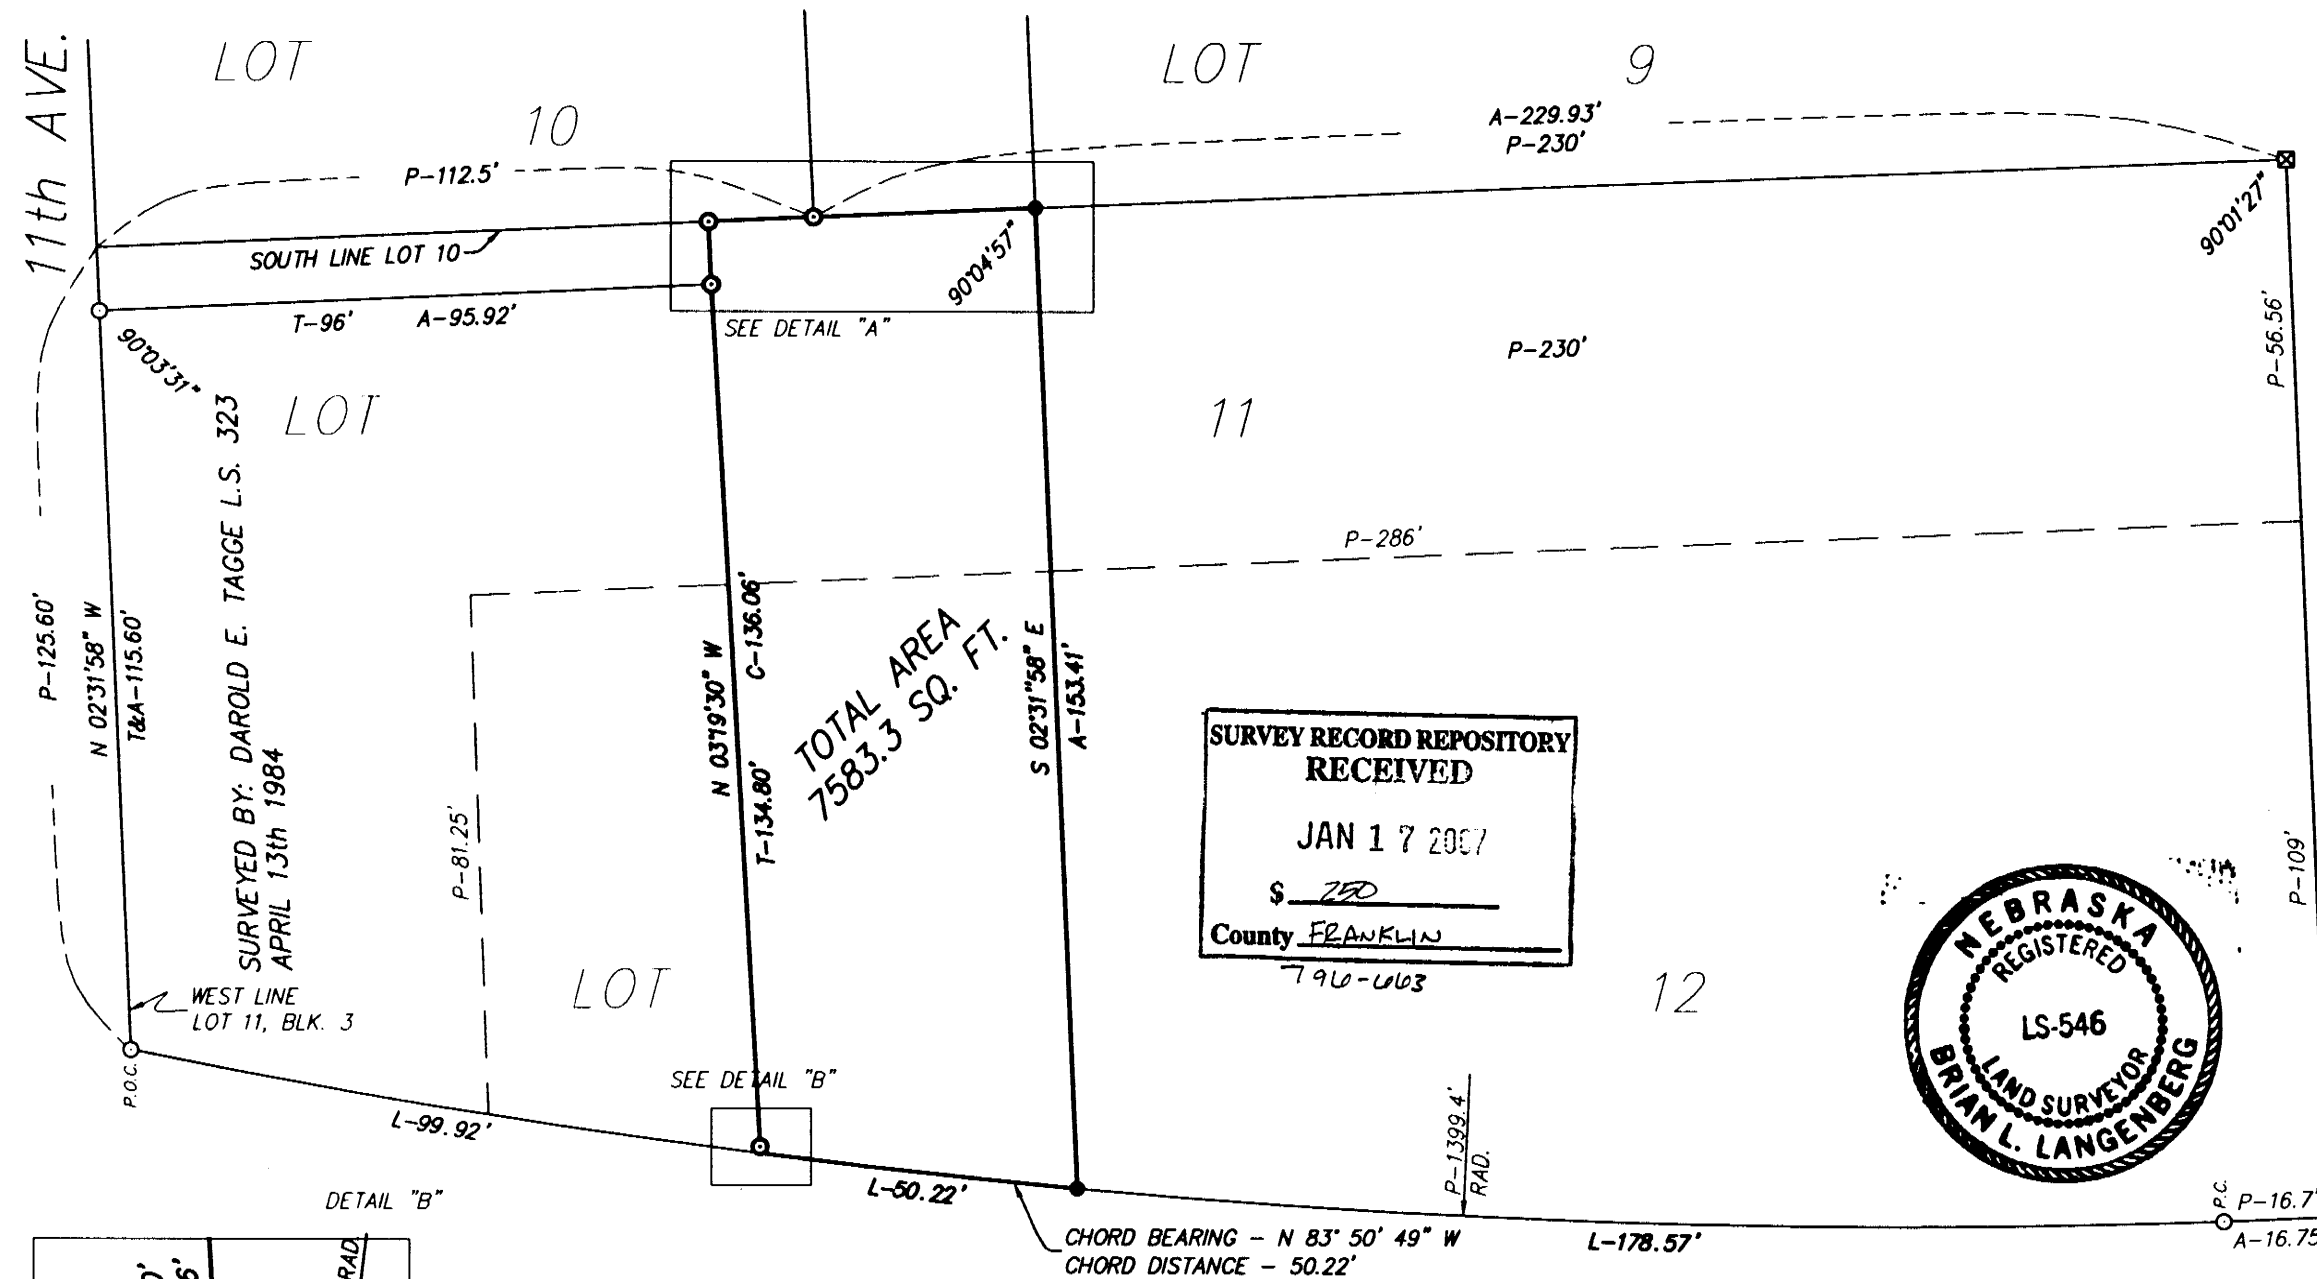 11th AVE.
LOT
10
LOT
9
A-229.93'
P-230'
P-112.5'
SOUTH LINE LOT 10
90°04'57"
90°01'27"
T-96' A-95.92'
SEE DETAIL "A"
90°03'31"
P-56.56'
P-230'
LOT
11
SURVEYED BY: DAROLD E. TAGGE L.S. 323
APRIL 13th 1984
P-286'
P-125.60'
N 02°31'58" W
T&A-115.60'
P-81.25'
N 03°19'30" W
C-136.06'
T-134.80'
TOTAL AREA
7583.3 SQ. FT.
S 02°31'58" E
A-153.41'
SURVEY RECORD REPOSITORY
RECEIVED
JAN 17 2007
$ 250
County FRANKLIN
P-109'
NEBRASKA
REGISTERED
LS-546
LAND SURVEYOR
BRIAN L. LANGENBERG
LOT
12
WEST LINE
LOT 11, BLK. 3
P.O.C.
SEE DETAIL "B"
L-99.92'
L-50.22'
P-1399.4'
RAD.
P.C.
P-16.7'
A-16.75
L-178.57'
CHORD BEARING - N 83° 50' 49" W
CHORD DISTANCE - 50.22'
DETAIL "B"
RAD.